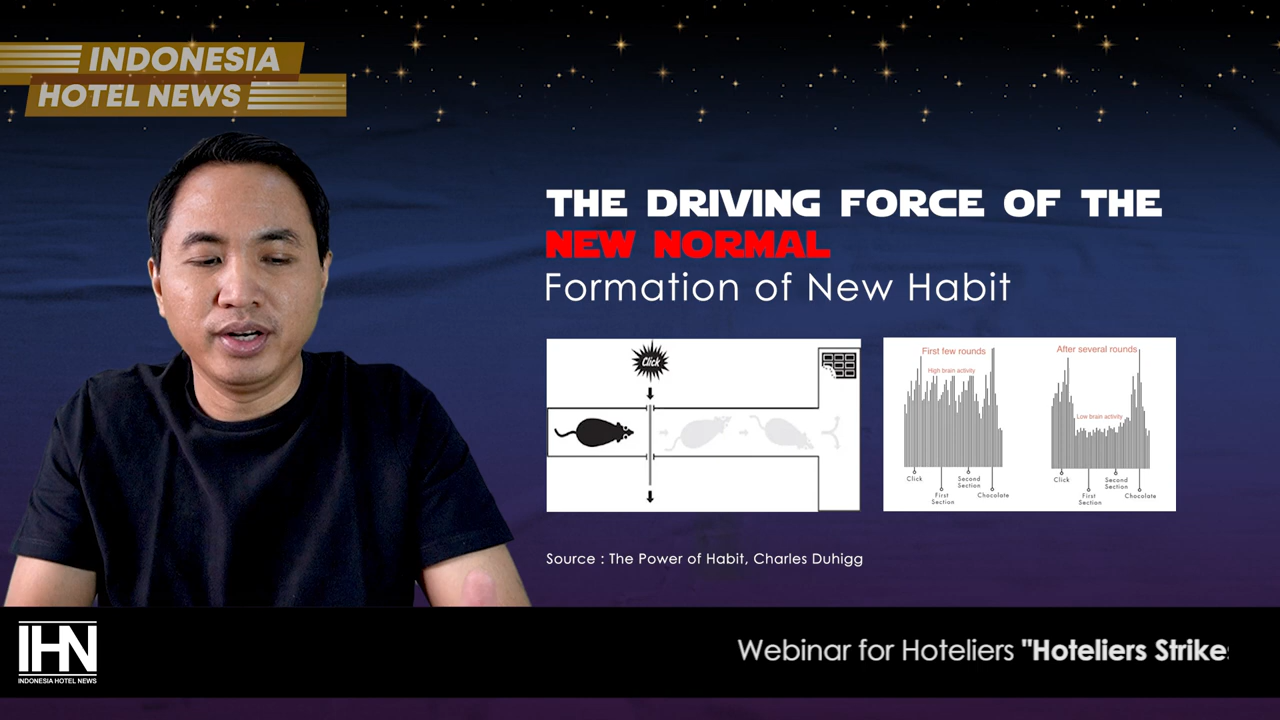 INDONESIA
HOTEL NEWS
THE DRIVING FORCE OF THE
NEW NORMAL
Formation of New Habit
Click
First few rounds
High brain activity
Click
First
Section
Second
Section
Chocolate
After several rounds
Low brain activity
Click
First
Section
Second
Section
Chocolate
Source : The Power of Habit, Charles Duhigg
IHN
INDONESIA HOTEL NEWS
Webinar for Hoteliers "Hoteliers Strike